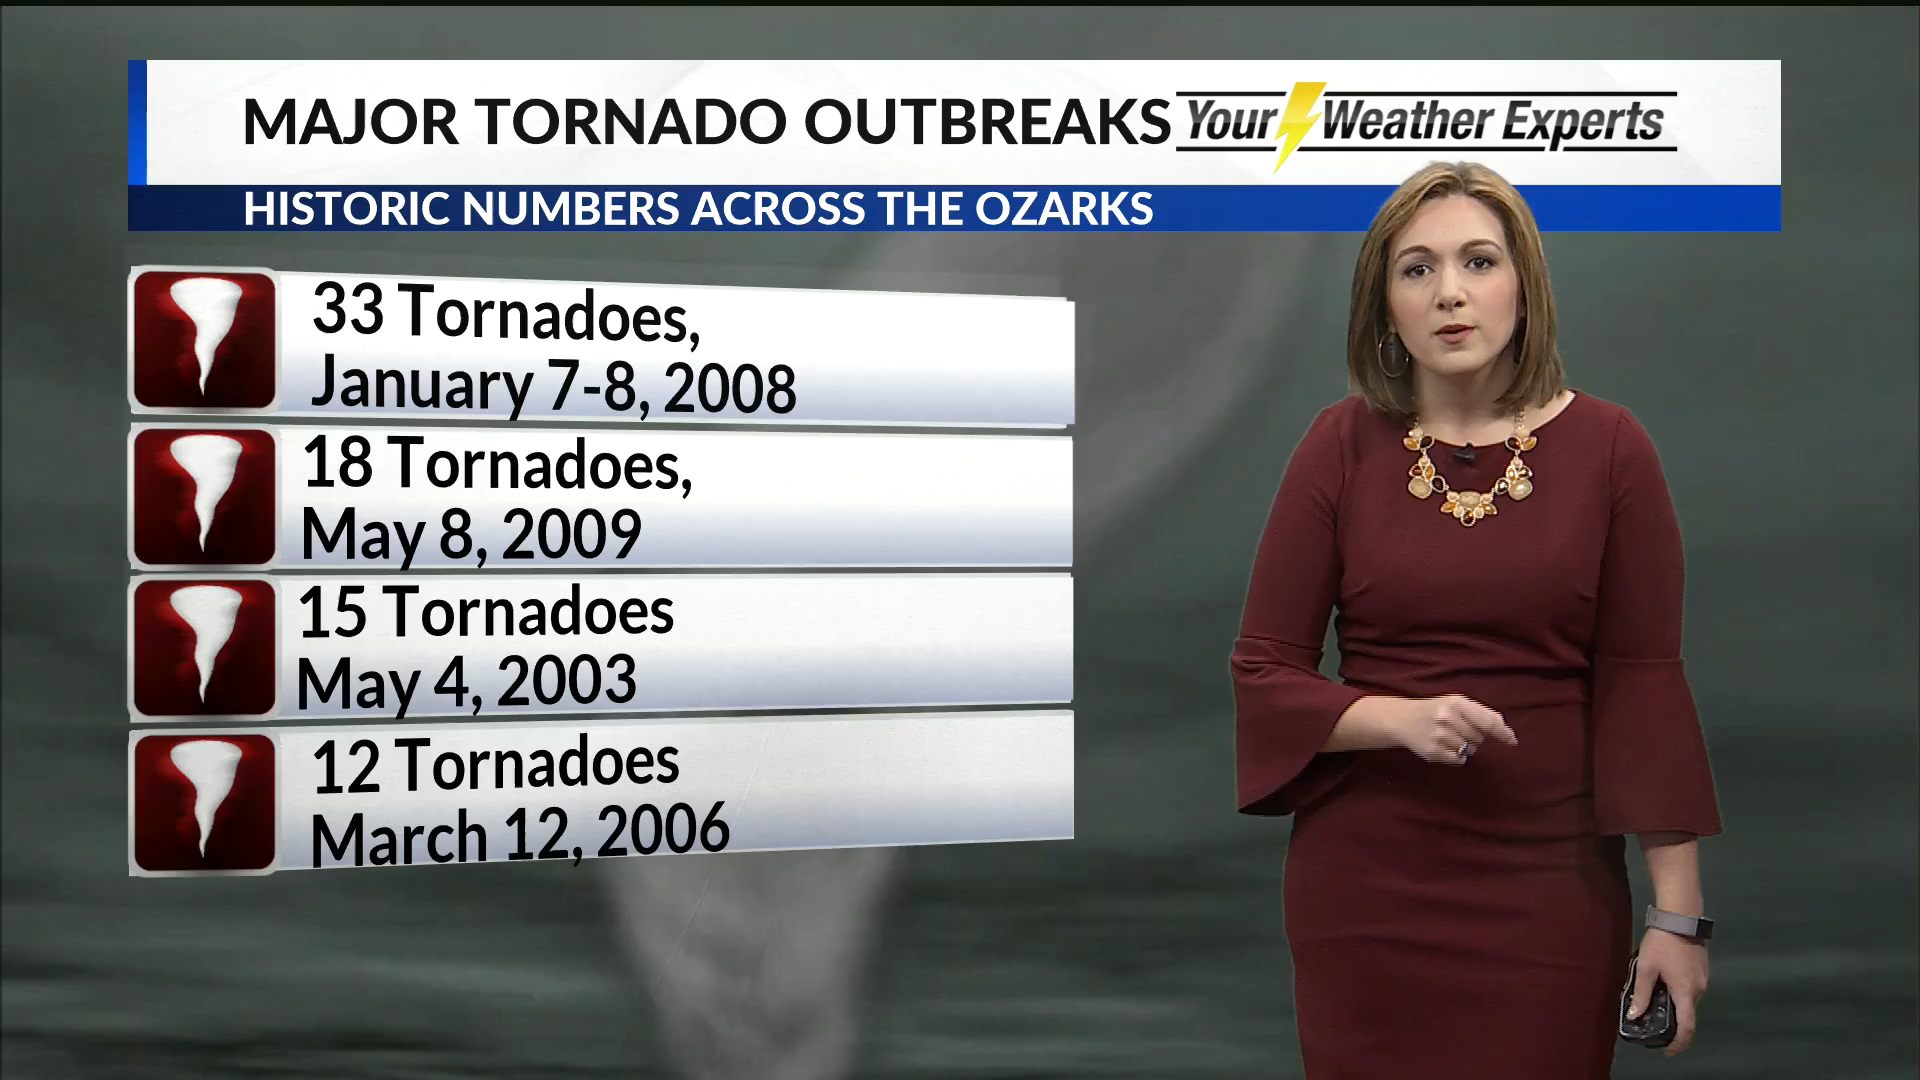 MAJOR TORNADO OUTBREAKS
Your Weather Experts
HISTORIC NUMBERS ACROSS THE OZARKS
33 Tornadoes,
January 7-8, 2008
18 Tornadoes,
May 8, 2009
15 Tornadoes
May 4, 2003
12 Tornadoes
March 12, 2006